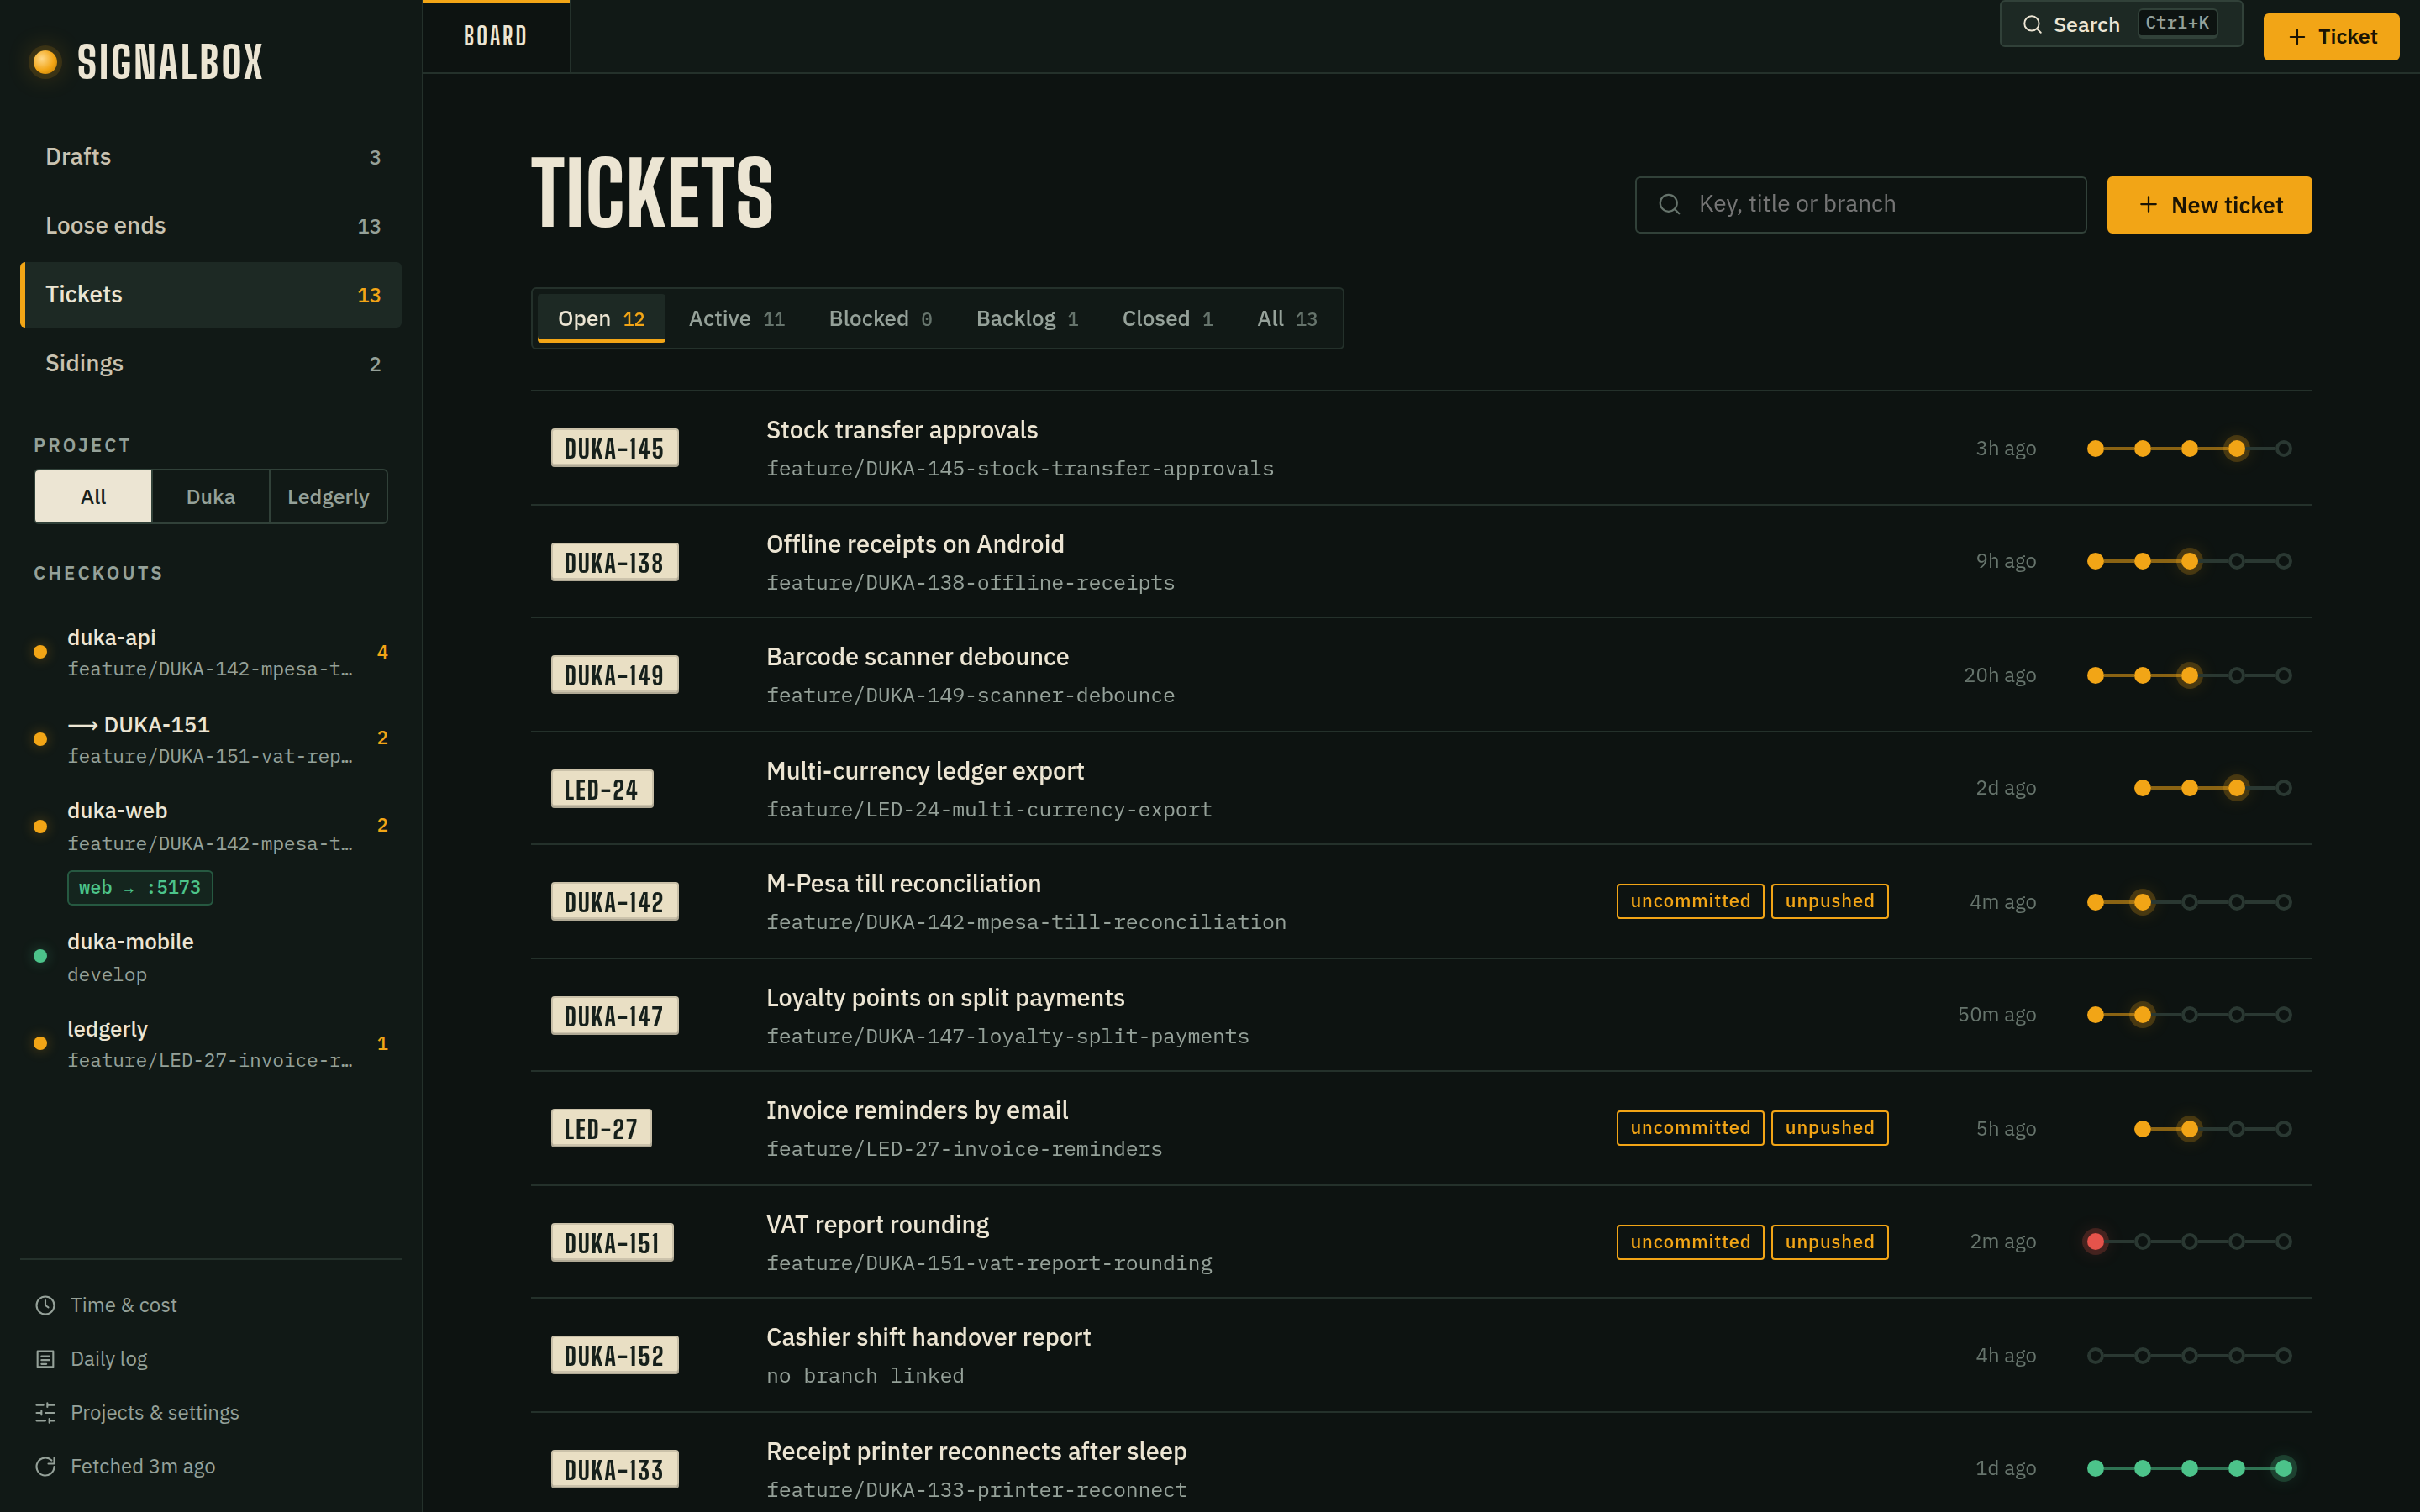 SIGNALBOX
Drafts 3
Loose ends 13
Tickets 13
Sidings 2
PROJECT
All Duka Ledgerly
CHECKOUTS
duka-api
feature/DUKA-142-mpesa-t… 4
⟶ DUKA-151
feature/DUKA-151-vat-rep… 2
duka-web
feature/DUKA-142-mpesa-t… 2
web → :5173
duka-mobile
develop
ledgerly
feature/LED-27-invoice-r… 1
Time & cost
Daily log
Projects & settings
Fetched 3m ago
BOARD
Search Ctrl+K
+ Ticket
TICKETS
Key, title or branch
+ New ticket
Open 12 Active 11 Blocked 0 Backlog 1 Closed 1 All 13
DUKA-145 Stock transfer approvals 3h ago
feature/DUKA-145-stock-transfer-approvals
DUKA-138 Offline receipts on Android 9h ago
feature/DUKA-138-offline-receipts
DUKA-149 Barcode scanner debounce 20h ago
feature/DUKA-149-scanner-debounce
LED-24 Multi-currency ledger export 2d ago
feature/LED-24-multi-currency-export
DUKA-142 M-Pesa till reconciliation uncommitted unpushed 4m ago
feature/DUKA-142-mpesa-till-reconciliation
DUKA-147 Loyalty points on split payments 50m ago
feature/DUKA-147-loyalty-split-payments
LED-27 Invoice reminders by email uncommitted unpushed 5h ago
feature/LED-27-invoice-reminders
DUKA-151 VAT report rounding uncommitted unpushed 2m ago
feature/DUKA-151-vat-report-rounding
DUKA-152 Cashier shift handover report 4h ago
no branch linked
DUKA-133 Receipt printer reconnects after sleep 1d ago
feature/DUKA-133-printer-reconnect